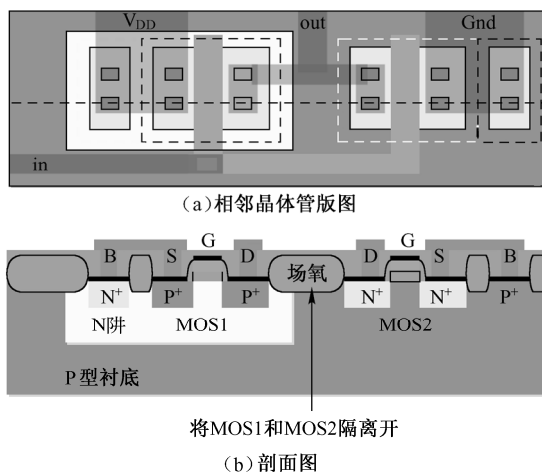 V_DD out Gnd
in
(a)相邻晶体管版图
G G
B S D D S B
场氧
N⁺ P⁺ P⁺ N⁺ N⁺ P⁺
N阱 MOS1 MOS2
P型衬底
将MOS1和MOS2隔离开
(b)剖面图